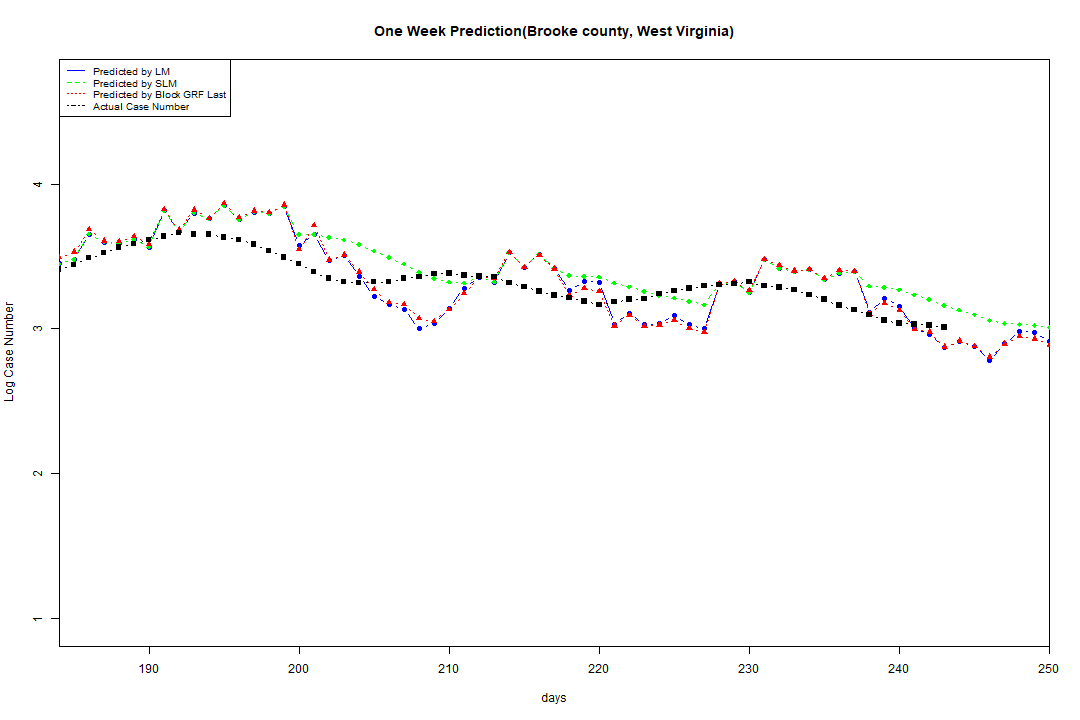 One Week Prediction(Brooke county, West Virginia)
Predicted by LM
Predicted by SLM
Predicted by Block GRF Last
Actual Case Number
4
3
2
1
Log Case Number
190 200 210 220 230 240 250
days